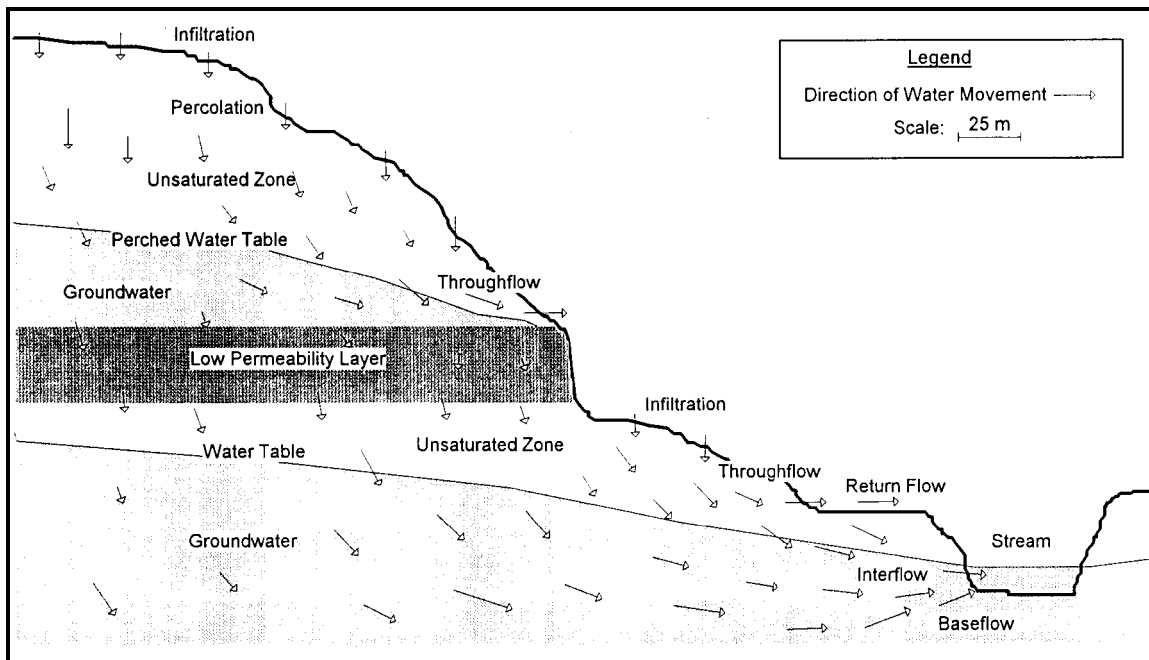 Infiltration
Legend
Direction of Water Movement
Scale: 25 m
Percolation
Unsaturated Zone
Perched Water Table
Throughflow
Groundwater
Low Permeability Layer
Infiltration
Unsaturated Zone
Water Table
Throughflow
Return Flow
Groundwater
Stream
Interflow
Baseflow